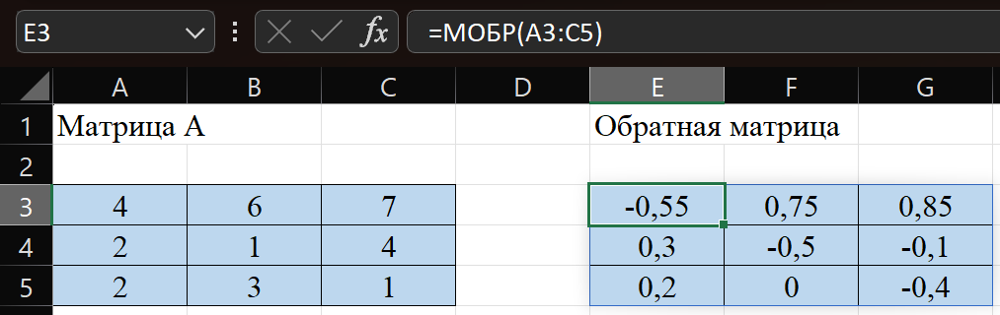 E3 fx =МОБР(A3:C5)
A B C D E F G
1 Матрица А Обратная матрица
2
3 4 6 7 -0,55 0,75 0,85
4 2 1 4 0,3 -0,5 -0,1
5 2 3 1 0,2 0 -0,4